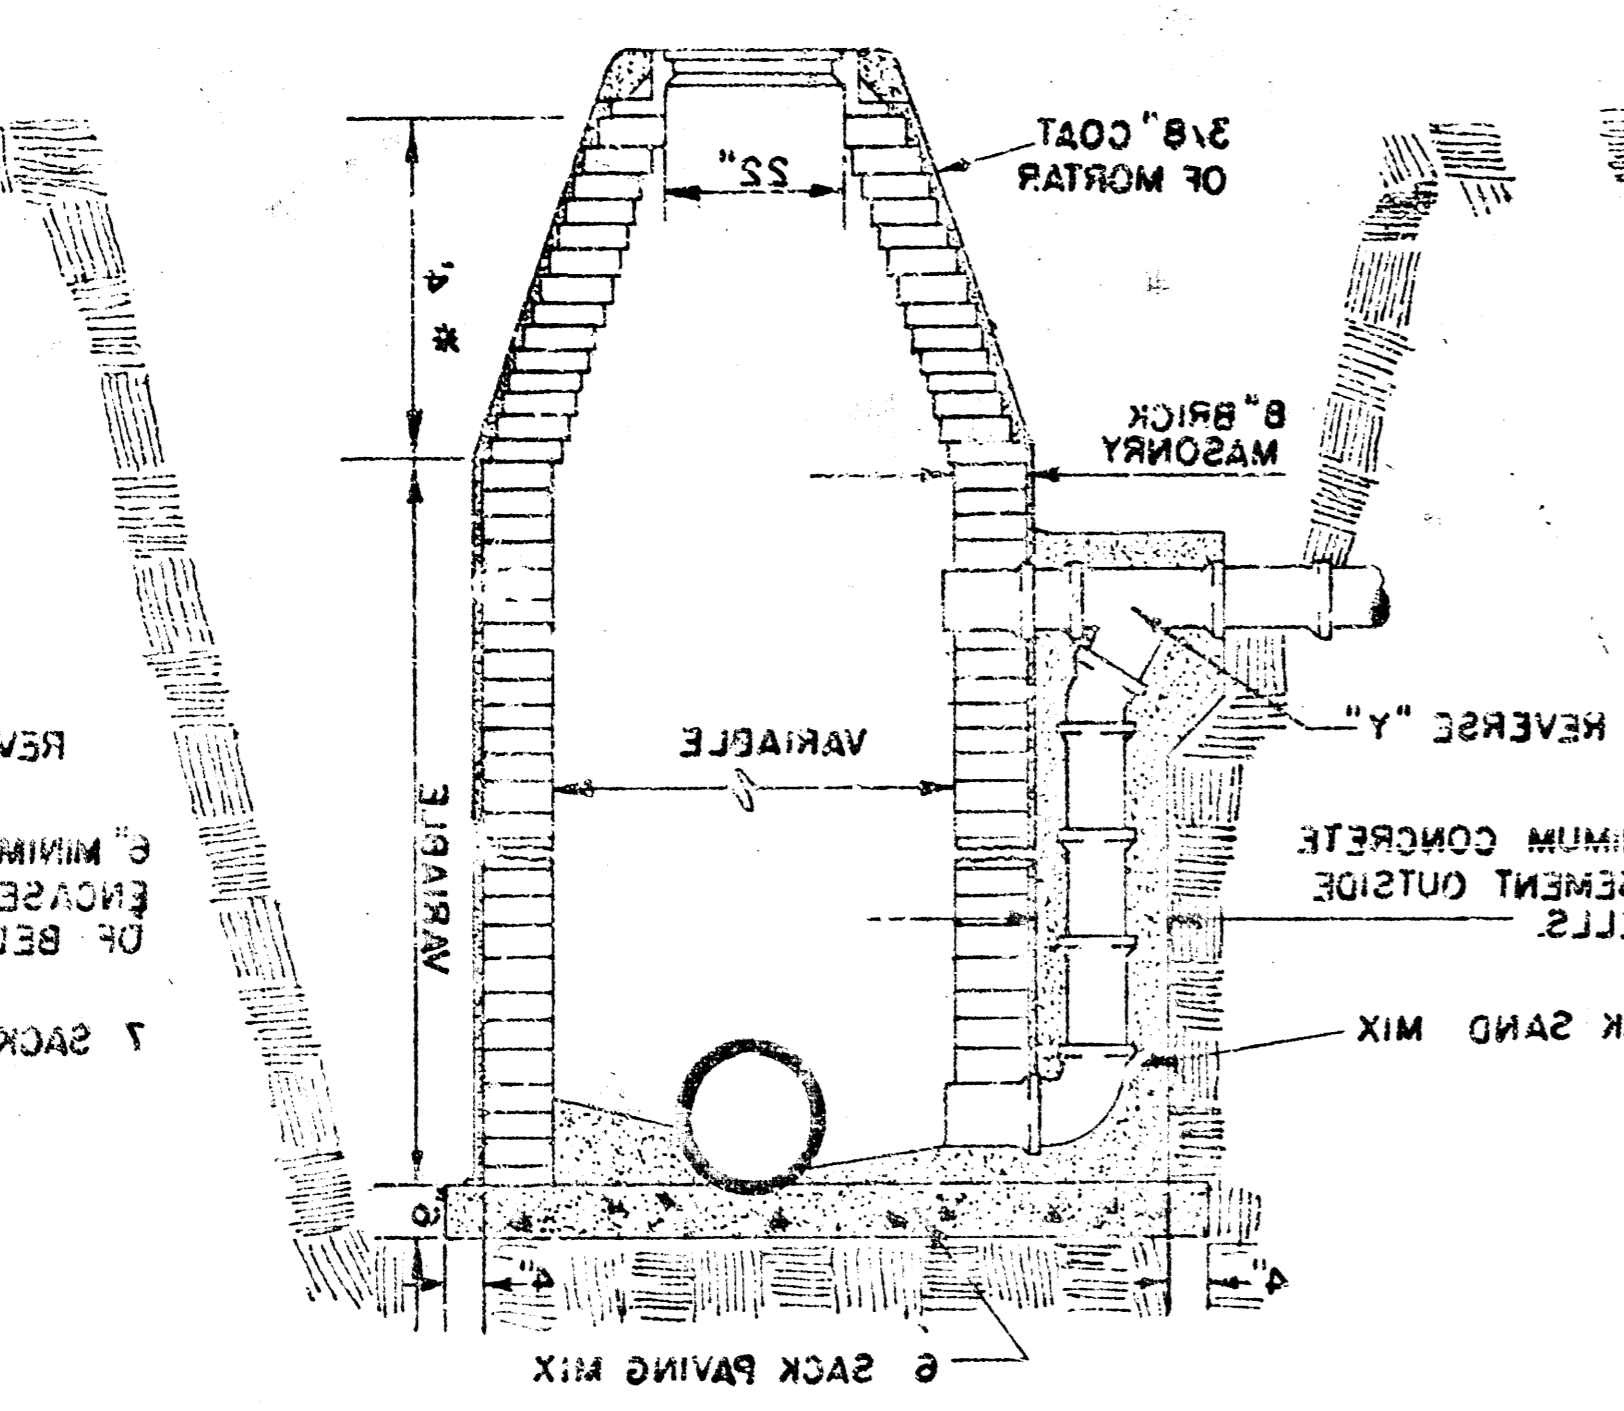 3/8" COAT
OF MORTAR
22"
4'
*
8" BRICK
MASONRY
REVERSE "Y"
REV
VARIABLE
VARIABLE
IMUM CONCRETE
6" MINIM
SEMENT OUTSIDE
ENCASE
LLS.
OF BEL
K SAND MIX
7 SACK
6"
4"
4"
6 SACK PAVING MIX